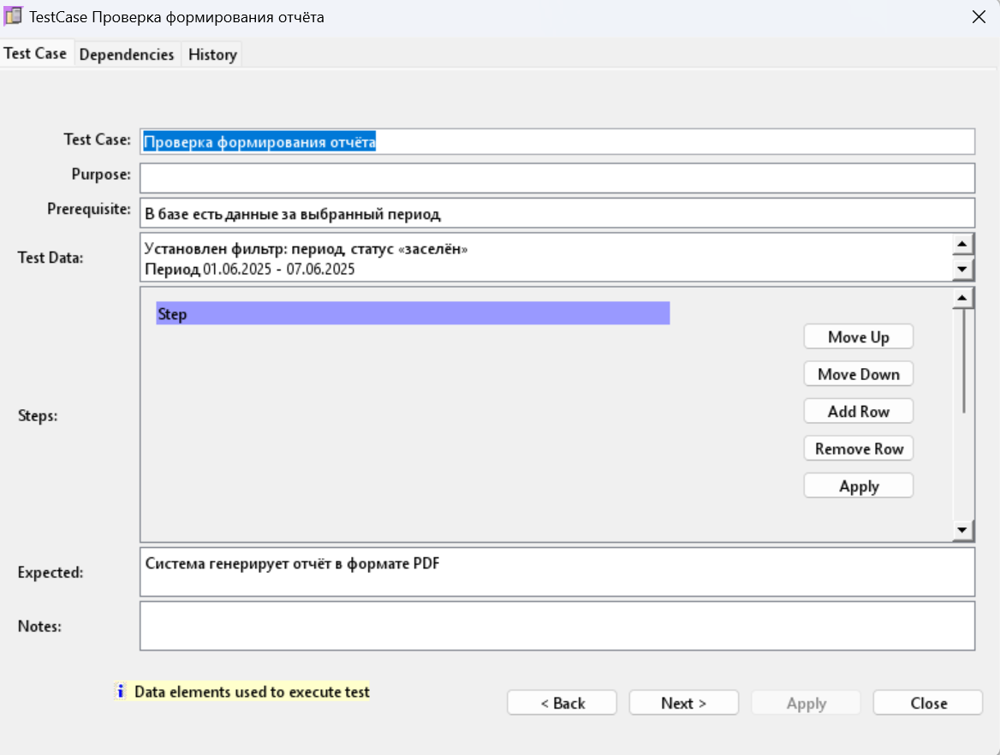 TestCase Проверка формирования отчёта
Test Case Dependencies History
Test Case: Проверка формирования отчёта
Purpose:
Prerequisite: В базе есть данные за выбранный период
Test Data: Установлен фильтр: период, статус «заселён»
Период 01.06.2025 - 07.06.2025
Step
Move Up
Move Down
Add Row
Steps:
Remove Row
Apply
Expected: Система генерирует отчёт в формате PDF
Notes:
Data elements used to execute test
< Back Next > Apply Close